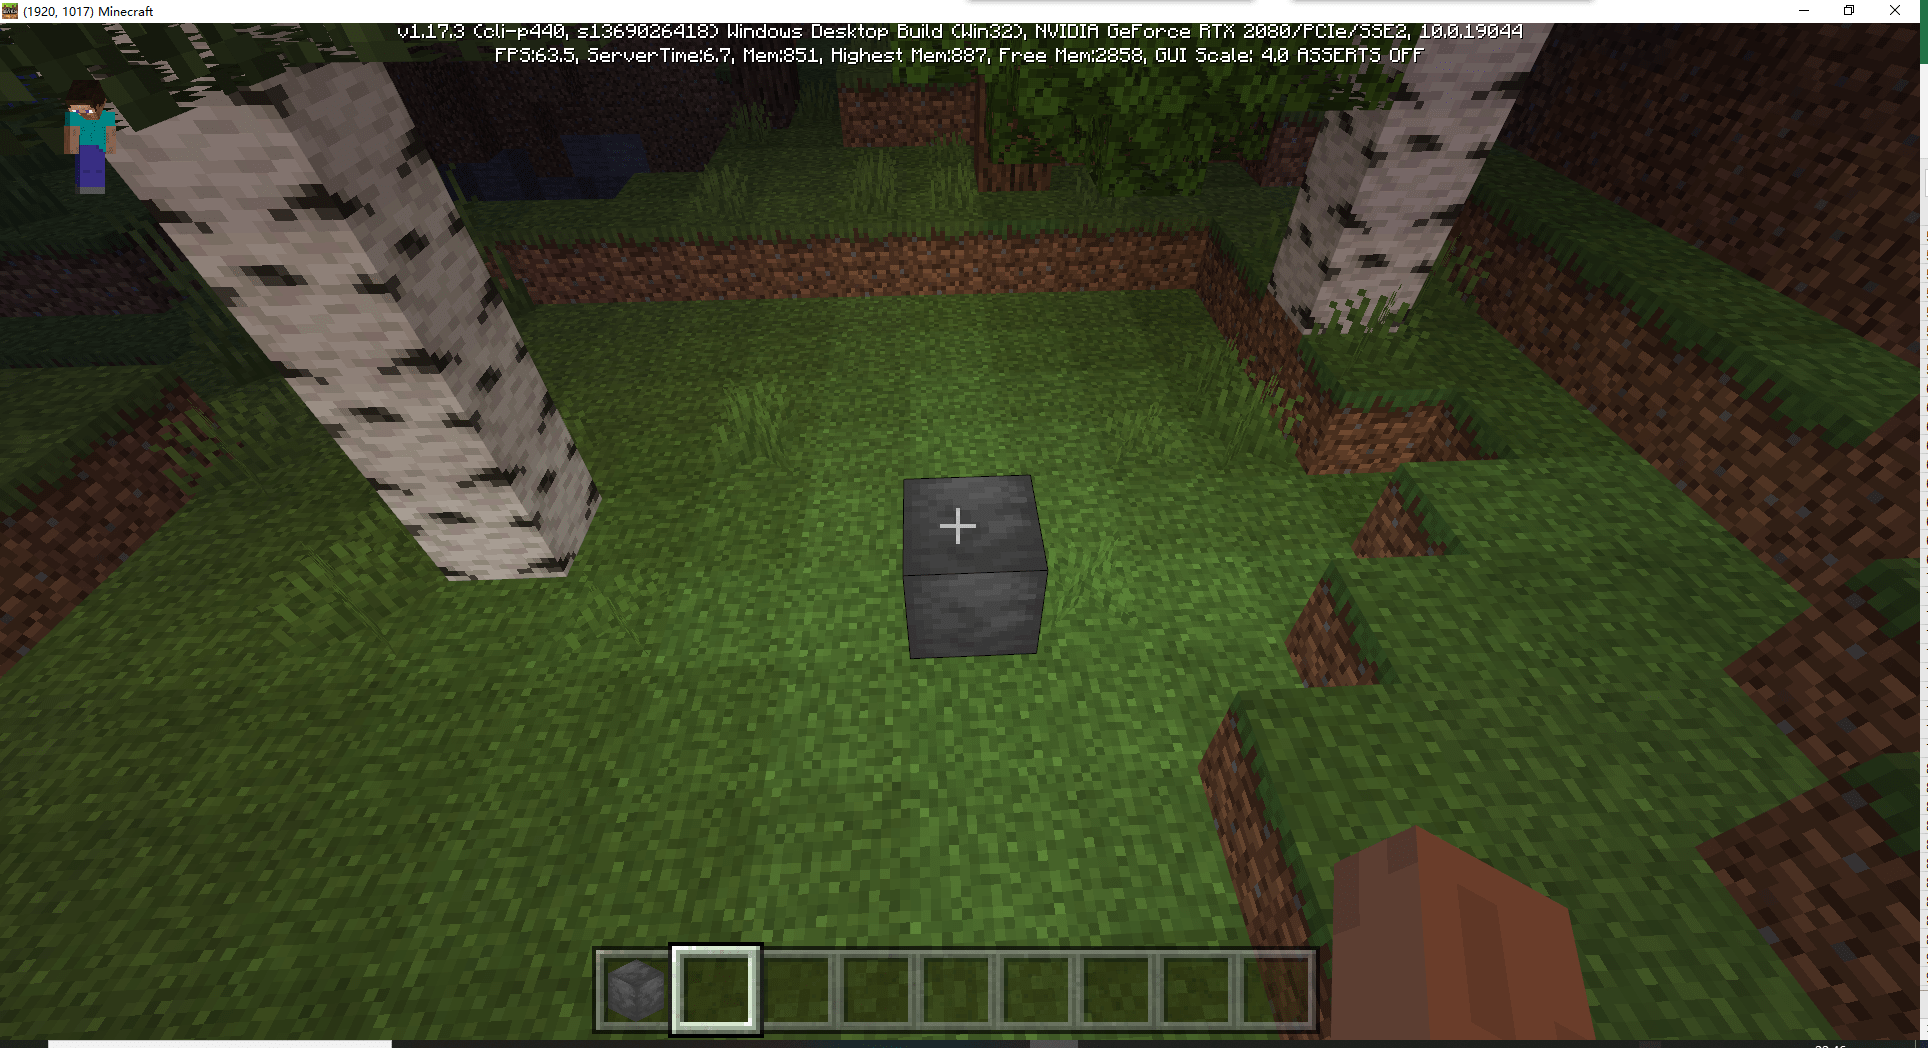 (1920, 1017) Minecraft
v1.17.3 (cli-p440, s1369026418) Windows Desktop Build (Win32), NVIDIA GeForce RTX 2080/PCIe/SSE2, 10.0.19044
FPS:63.5, ServerTime:6.7, Mem:851, Highest Mem:887, Free Mem:2858, GUI Scale: 4.0 ASSERTS OFF